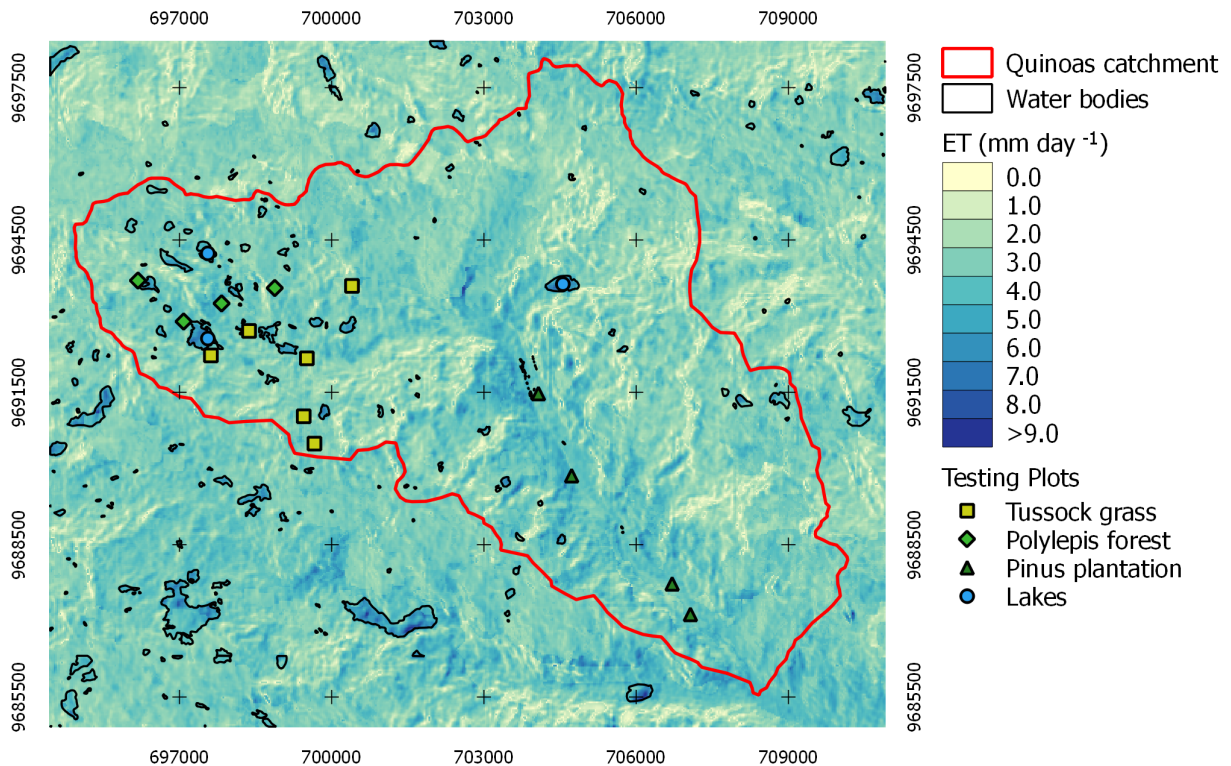 697000 700000 703000 706000 709000
9697500 9697500
9694500 9694500
9691500 9691500
9688500 9688500
9685500 9685500
697000 700000 703000 706000 709000
Quinoas catchment
Water bodies
ET (mm day -1)
0.0
1.0
2.0
3.0
4.0
5.0
6.0
7.0
8.0
>9.0
Testing Plots
Tussock grass
Polylepis forest
Pinus plantation
Lakes